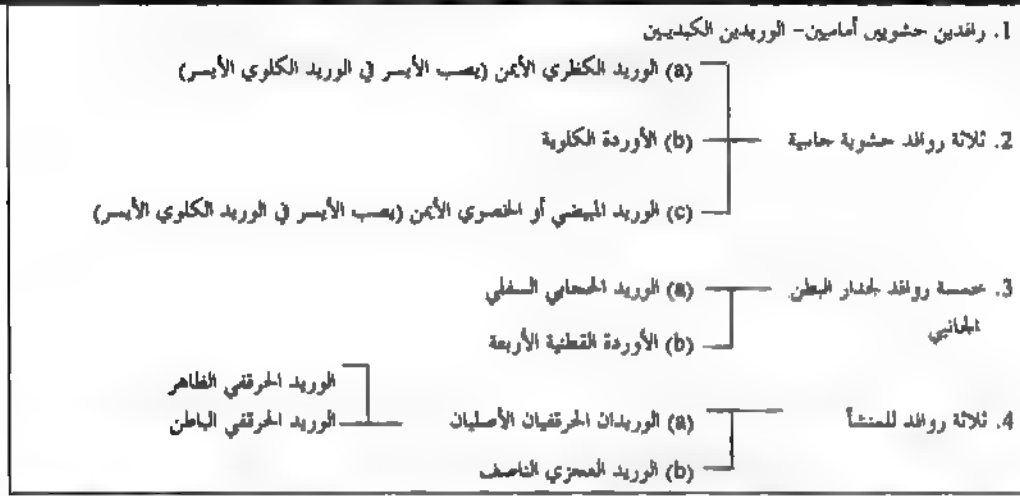 1. رافدين حشويين أماميين- الوريدين الكبديين
2. ثلاثة روافد حشوية جانبية
(a) الوريد الكظري الأيمن (يصب الأيسر في الوريد الكلوي الأيسر)
(b) الأوردة الكلوية
(c) الوريد المبيضي أو الخصوي الأيمن (يصب الأيسر في الوريد الكلوي الأيسر)
3. خمسة روافد لجدار البطن
الجانبي
(a) الوريد الحجابي السفلي
(b) الأوردة القطنية الأربعة
4. ثلاثة روافد للمنشأ
(a) الوريدان الحرقفيان الأصليان
الوريد الحرقفي الظاهر
الوريد الحرقفي الباطن
(b) الوريد العجزي الناصف